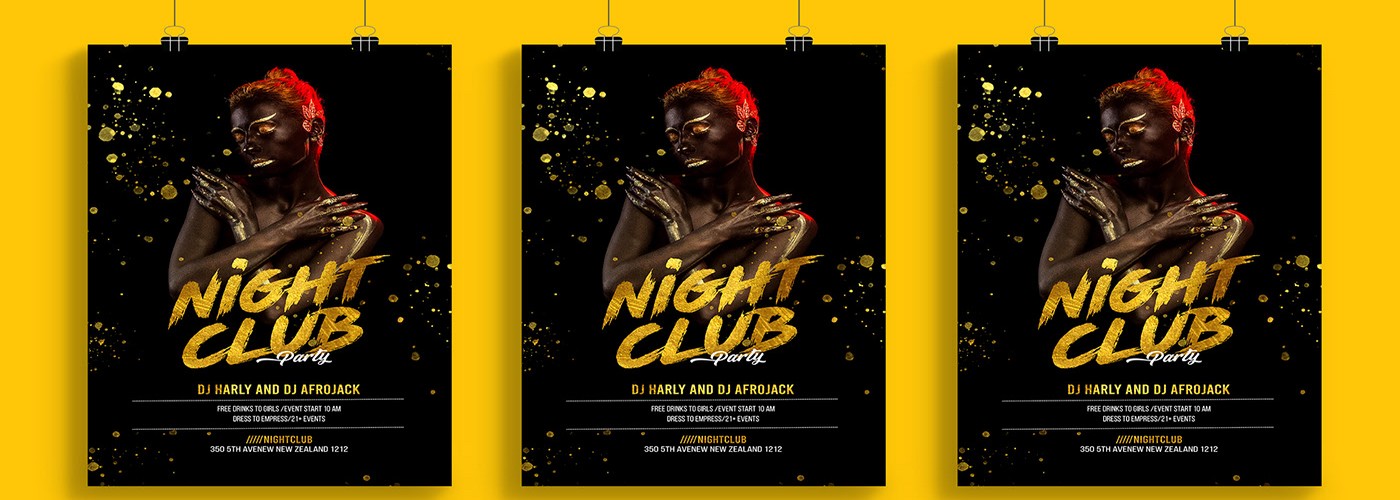 NiGHT
CLUB
Party
DJ HARLY AND DJ AFROJACK
FREE DRINKS TO GIRLS /EVENT START 10 AM
DRESS TO EMPRESS/21+ EVENTS
/////NIGHTCLUB
350 5TH AVENEW NEW ZEALAND 1212
NiGHT
CLUB
Party
DJ HARLY AND DJ AFROJACK
FREE DRINKS TO GIRLS /EVENT START 10 AM
DRESS TO EMPRESS/21+ EVENTS
/////NIGHTCLUB
350 5TH AVENEW NEW ZEALAND 1212
NiGHT
CLUB
Party
DJ HARLY AND DJ AFROJACK
FREE DRINKS TO GIRLS /EVENT START 10 AM
DRESS TO EMPRESS/21+ EVENTS
/////NIGHTCLUB
350 5TH AVENEW NEW ZEALAND 1212